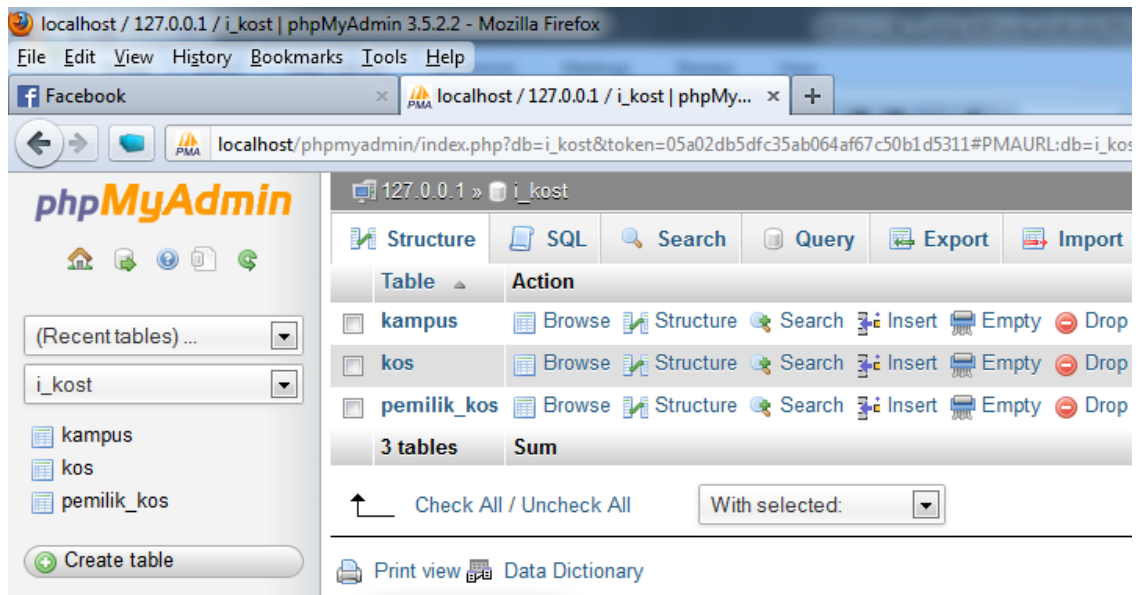 localhost / 127.0.0.1 / i_kost | phpMyAdmin 3.5.2.2 - Mozilla Firefox
File Edit View History Bookmarks Tools Help
Facebook × PMA localhost / 127.0.0.1 / i_kost | phpMy... × +
PMA localhost/phpmyadmin/index.php?db=i_kost&token=05a02db5dfc35ab064af67c50b1d5311#PMAURL:db=i_kos
phpMyAdmin
(Recent tables) ...
i_kost
kampus
kos
pemilik_kos
Create table
127.0.0.1 » i_kost
Structure SQL Search Query Export Import
Table Action
kampus Browse Structure Search Insert Empty Drop
kos Browse Structure Search Insert Empty Drop
pemilik_kos Browse Structure Search Insert Empty Drop
3 tables Sum
Check All / Uncheck All With selected:
Print view Data Dictionary